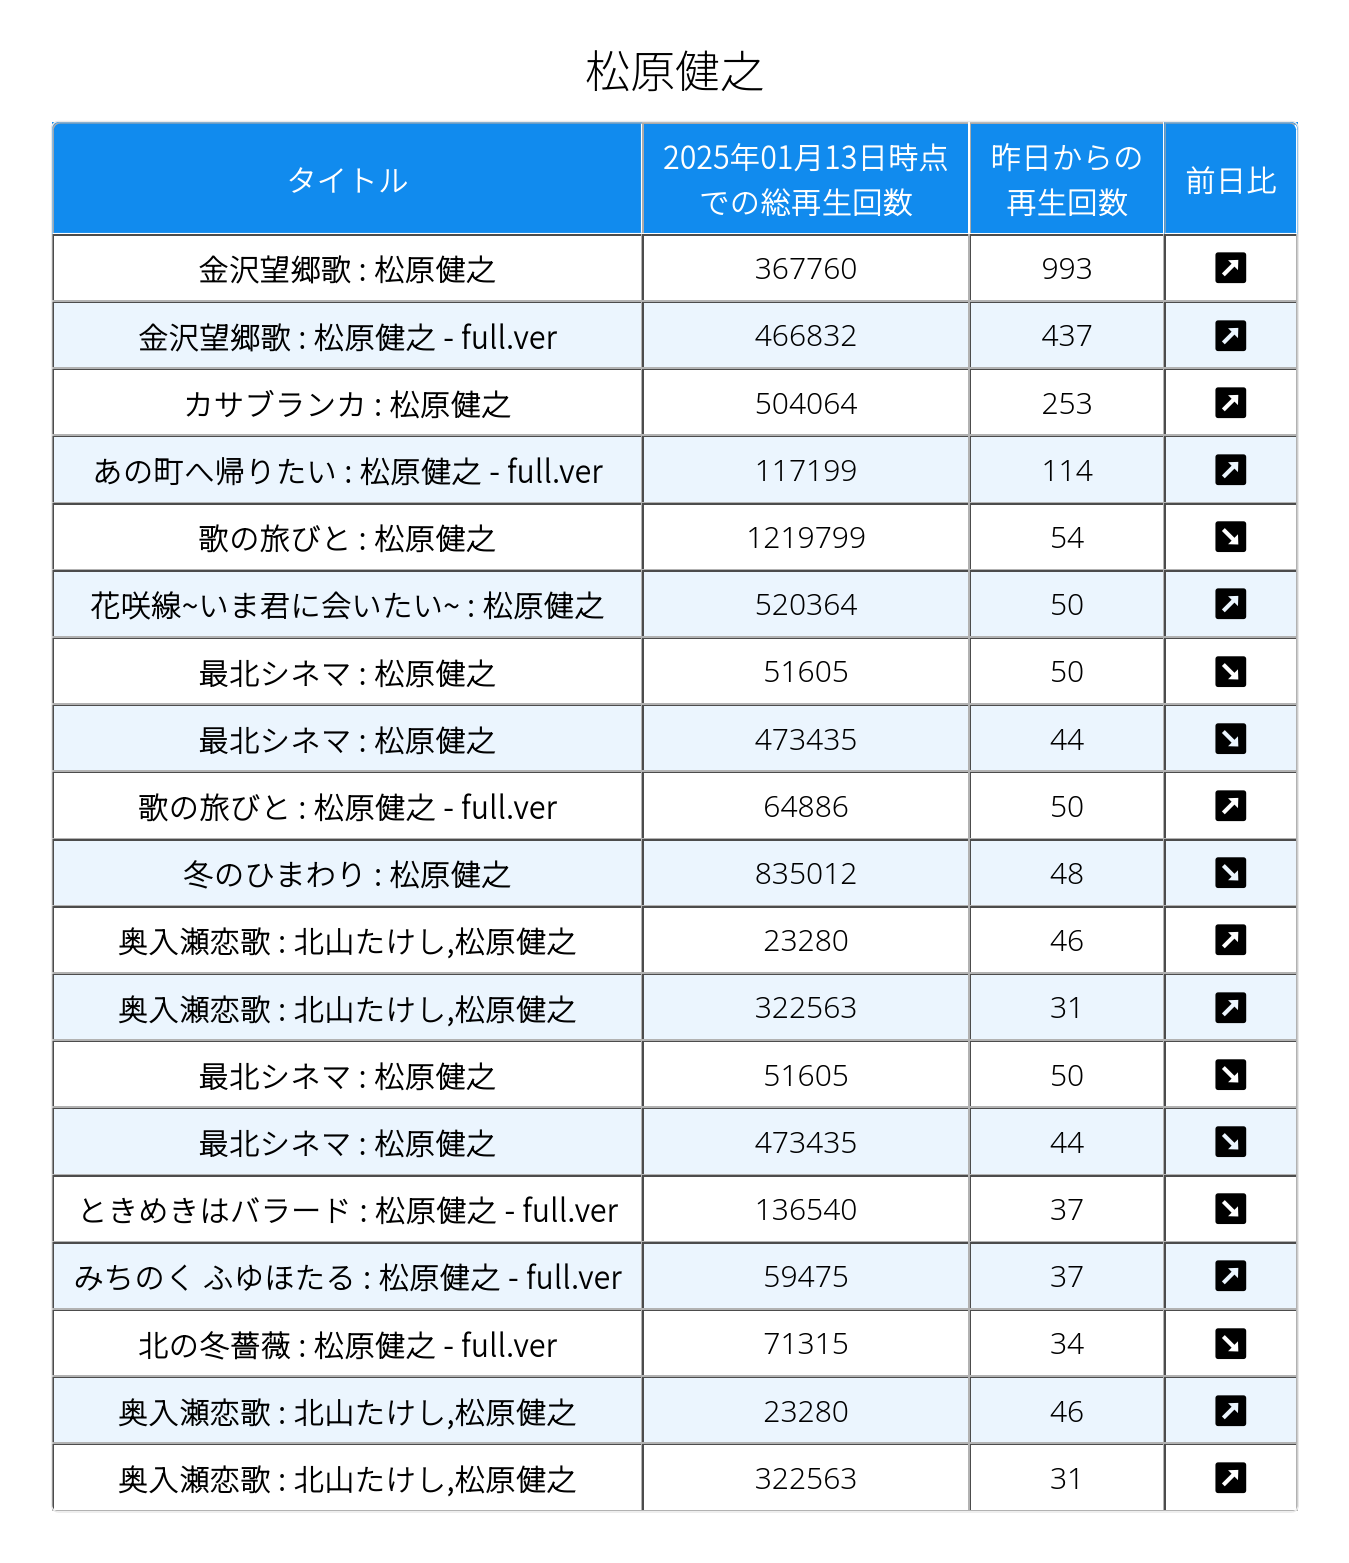 松原健之
タイトル
2025年01月13日時点
での総再生回数
昨日からの
再生回数
前日比
金沢望郷歌 : 松原健之 367760 993
金沢望郷歌 : 松原健之 - full.ver 466832 437
カサブランカ : 松原健之 504064 253
あの町へ帰りたい : 松原健之 - full.ver 117199 114
歌の旅びと : 松原健之 1219799 54
花咲線~いま君に会いたい~ : 松原健之 520364 50
最北シネマ : 松原健之 51605 50
最北シネマ : 松原健之 473435 44
歌の旅びと : 松原健之 - full.ver 64886 50
冬のひまわり : 松原健之 835012 48
奥入瀬恋歌 : 北山たけし,松原健之 23280 46
奥入瀬恋歌 : 北山たけし,松原健之 322563 31
最北シネマ : 松原健之 51605 50
最北シネマ : 松原健之 473435 44
ときめきはバラード : 松原健之 - full.ver 136540 37
みちのく ふゆほたる : 松原健之 - full.ver 59475 37
北の冬薔薇 : 松原健之 - full.ver 71315 34
奥入瀬恋歌 : 北山たけし,松原健之 23280 46
奥入瀬恋歌 : 北山たけし,松原健之 322563 31